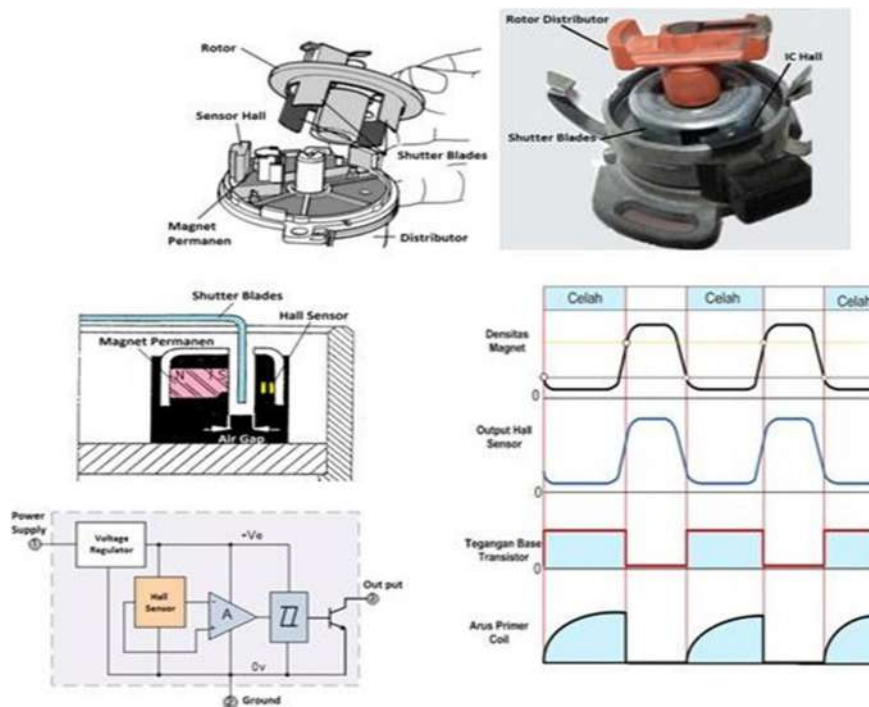 Rotor
Sensor Hall
Shutter Blades
Magnet
Permanen
Distributor
Rotor Distributor
IC Hall
Shutter Blades
Shutter Blades
Hall Sensor
Magnet Permanen
N
S
Air Gap
Celah
Celah
Celah
Densitas
Magnet
0
Output Hall
Sensor
0
Tegangan Base
Transistor
0
Arus Primer
Coil
Power
Supply
1
Voltage
Regulator
+Ve
Hall
Sensor
-
+
A
Out put
3
0v
2
Ground